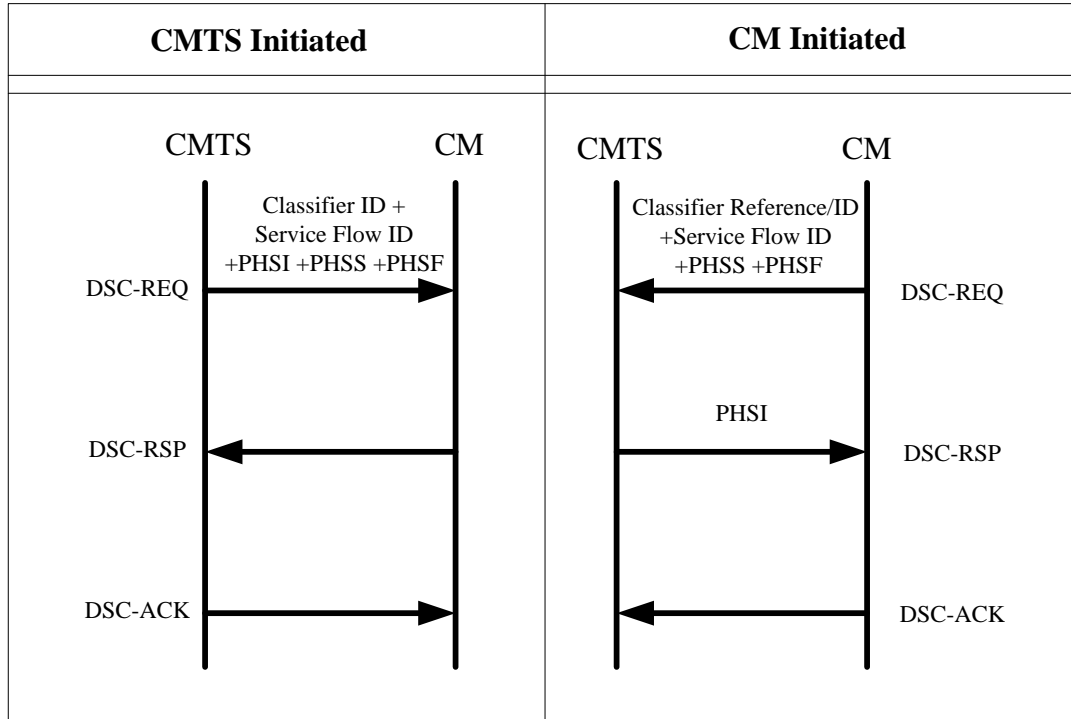 CMTS Initiated
CM Initiated
CMTS
CM
Classifier ID +
Service Flow ID
+PHSI +PHSS +PHSF
DSC-REQ
DSC-RSP
DSC-ACK
CMTS
CM
Classifier Reference/ID
+Service Flow ID
+PHSS +PHSF
DSC-REQ
PHSI
DSC-RSP
DSC-ACK